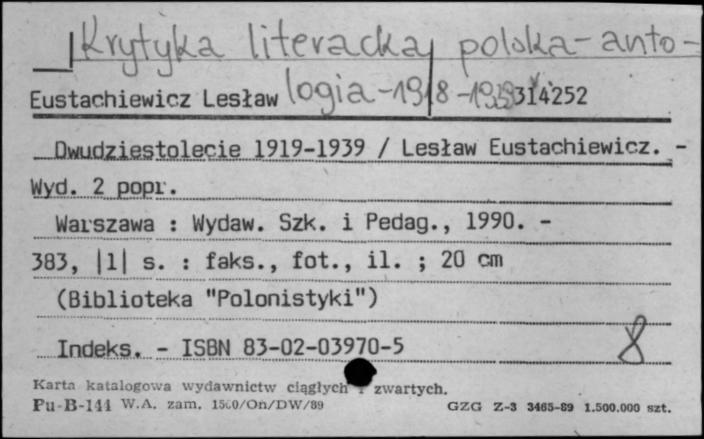 Krytyka literacka polska - anto-
logia - 1918 - 1939
Eustachiewicz Lesław 314252
Dwudziestolecie 1919-1939 / Lesław Eustachiewicz. -
Wyd. 2 popr.
Warszawa : Wydaw. Szk. i Pedag., 1990. -
383, |1| s. : faks., fot., il. ; 20 cm
(Biblioteka "Polonistyki")
Indeks. - ISBN 83-02-03970-5
8
Karta katalogowa wydawnictw ciągłych i zwartych.
Pu-B-144 W.A. zam. 1500/On/DW/89 GZG Z-3 3465-89 1.500.000 szt.